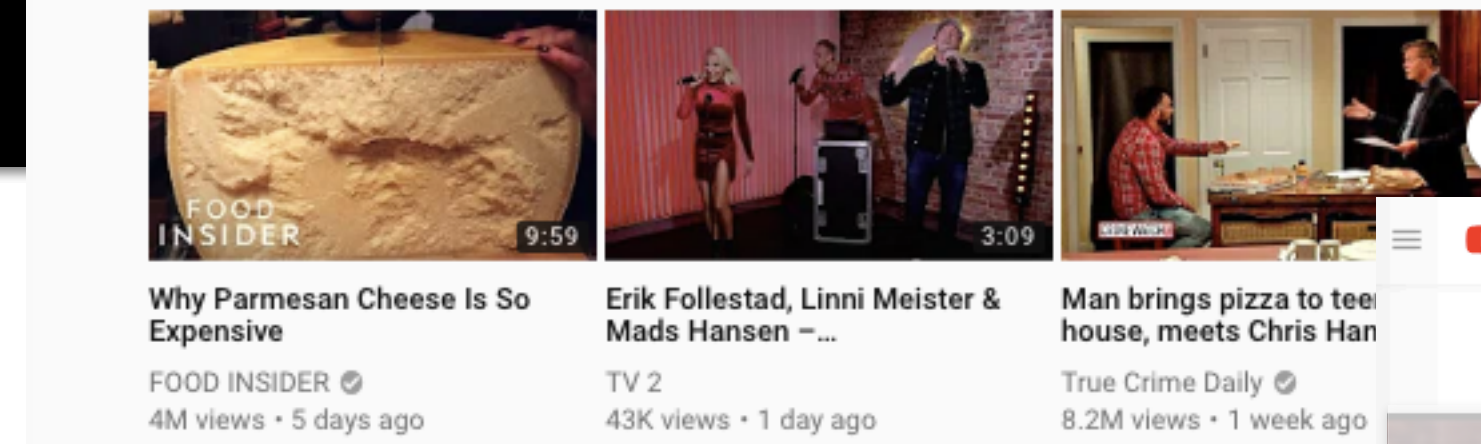 FOOD
INSIDER
9:59
3:09
Why Parmesan Cheese Is So
Expensive
FOOD INSIDER
4M views • 5 days ago
Erik Follestad, Linni Meister &
Mads Hansen –...
TV 2
43K views • 1 day ago
Man brings pizza to tee
house, meets Chris Han
True Crime Daily
8.2M views • 1 week ago